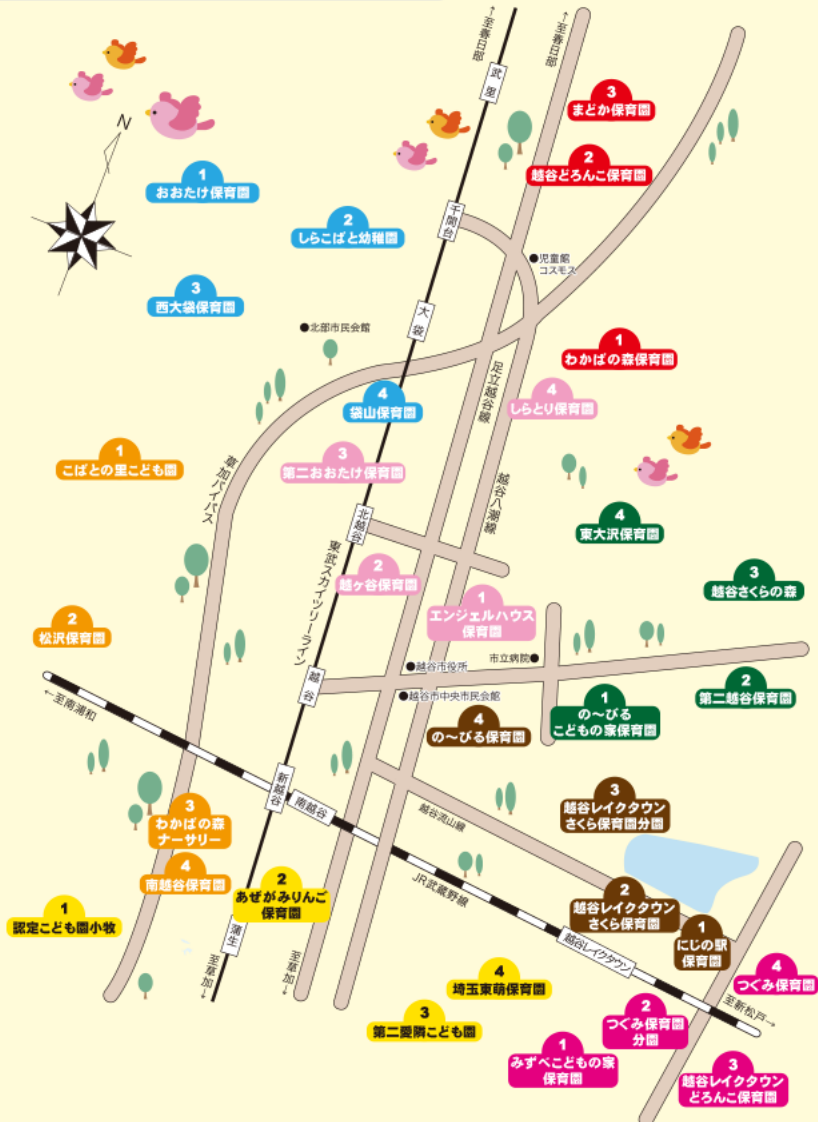 ←至春日部
←至春日部
武里
3
まどか保育園
N
2
越谷どろんこ保育園
1
おおたけ保育園
2
しらこばと幼稚園
千間台
●児童館
コスモス
3
西大袋保育園
大袋
●北部市民会館
1
わかばの森保育園
足立越谷線
4
袋山保育園
4
しらとり保育園
1
こばとの里こども園
3
第二おおたけ保育園
草加バイパス
越谷八潮線
4
東大沢保育園
北越谷
東武スカイツリーライン
2
越ヶ谷保育園
3
越谷さくらの森
1
エンジェルハウス
保育園
2
松沢保育園
市立病院●
●越谷市役所
越谷
●越谷市中央市民会館
2
第二越谷保育園
1
の〜びる
こどもの家保育園
4
の〜びる保育園
←至南浦和
新越谷
南越谷
3
わかばの森
ナーサリー
越谷流山線
3
越谷レイクタウン
さくら保育園分園
4
南越谷保育園
2
あぜがみりんご
保育園
JR武蔵野線
2
越谷レイクタウン
さくら保育園
1
認定こども園小牧
蒲生
1
にじの駅
保育園
越谷レイクタウン
至草加→
至草加→
4
埼玉東萌保育園
4
つぐみ保育園
至新松戸→
3
第二愛隣こども園
2
つぐみ保育園
分園
1
みずべこどもの家
保育園
3
越谷レイクタウン
どろんこ保育園